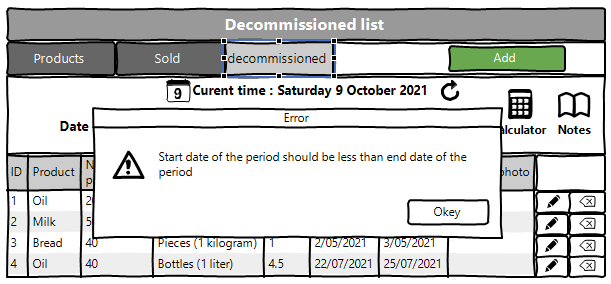 Decommissioned list
Products Sold decommissioned Add
9 Curent time : Saturday 9 October 2021
Date
Notes
Error
Start date of the period should be less than end date of the
period
Okey
ID Product photo
1 Oil
2 Milk
3 Bread 40 Pieces (1 kilogram) 1 2/05/2021 3/05/2021
4 Oil 40 Bottles (1 liter) 4.5 22/07/2021 25/07/2021